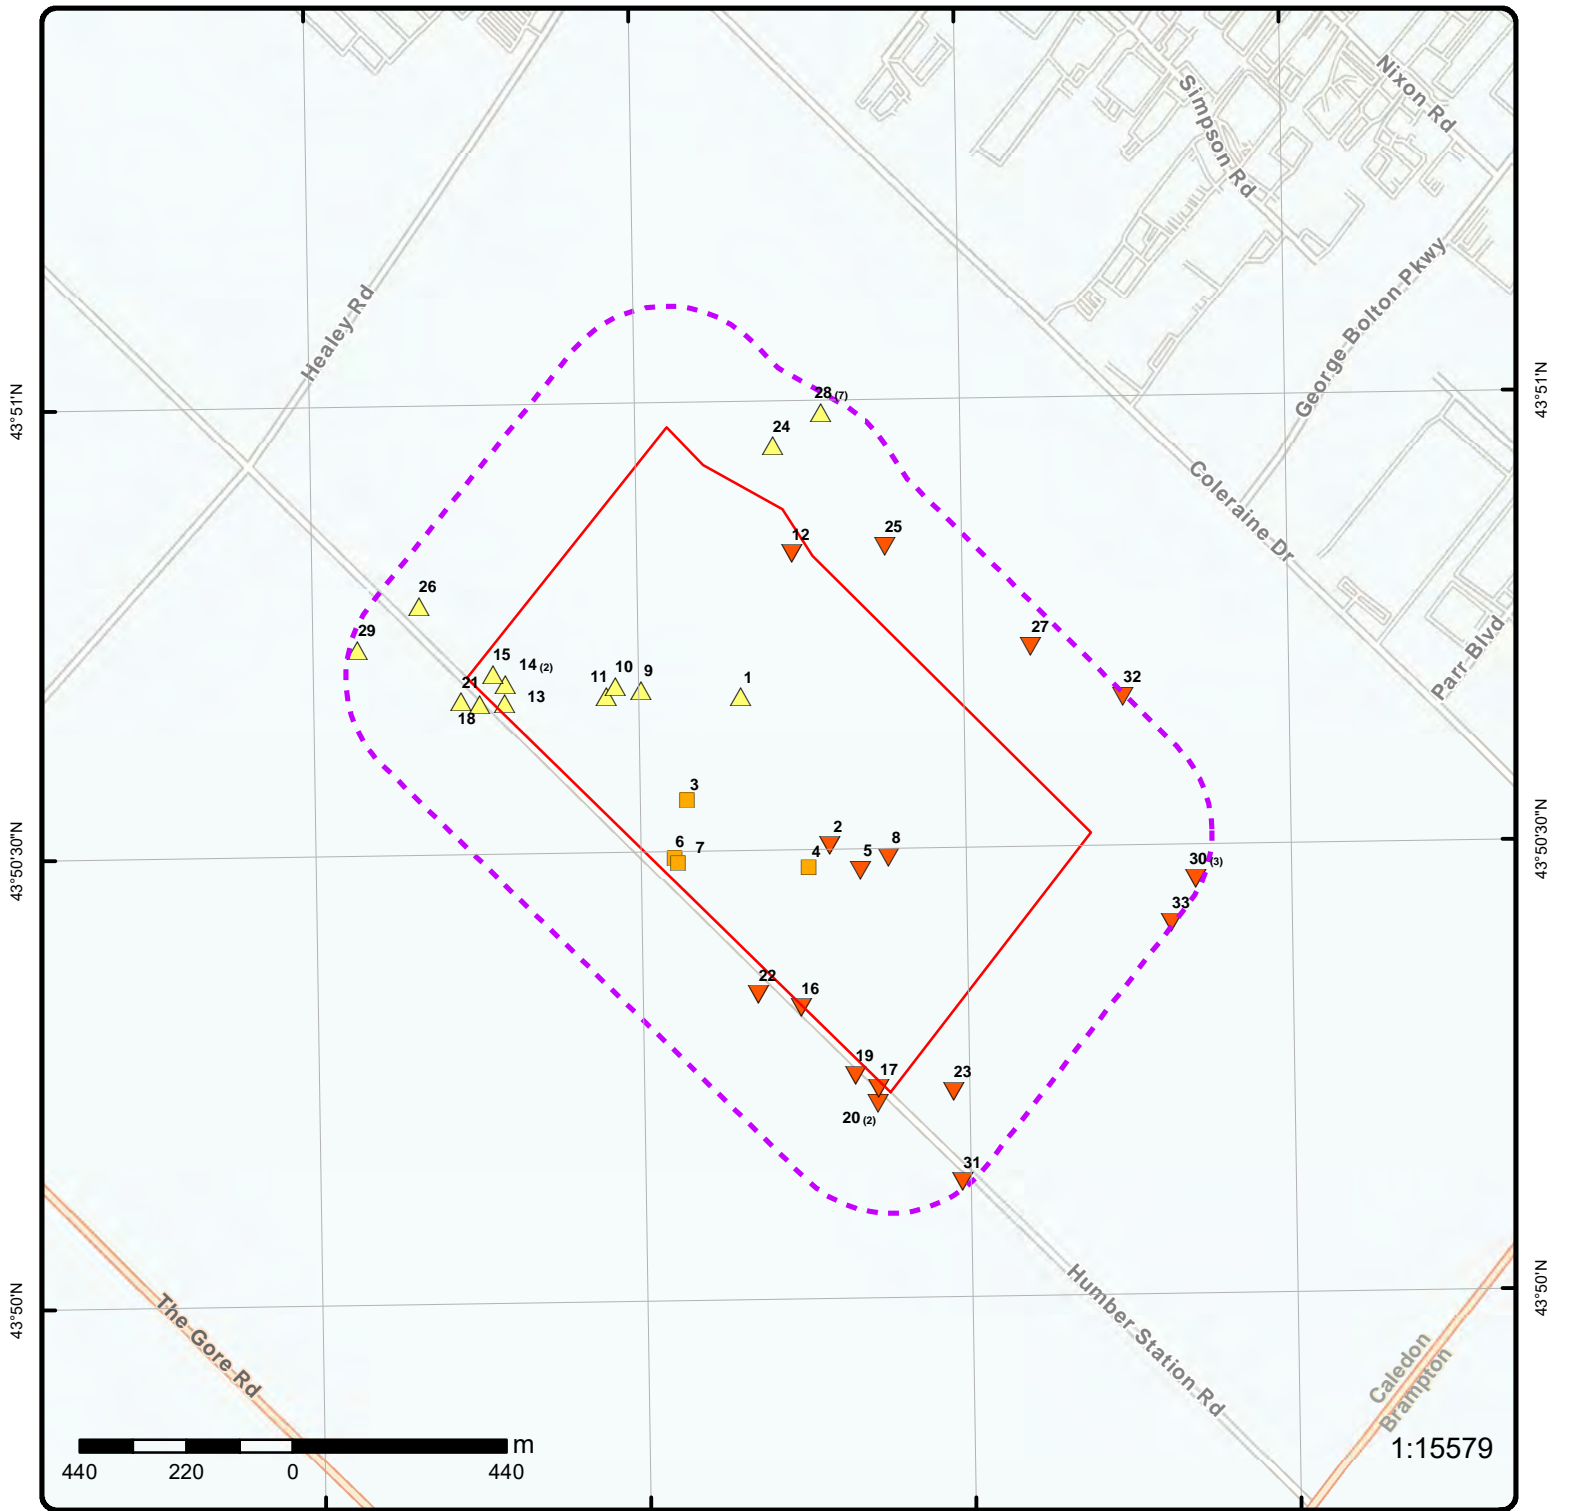 Nixon Rd
Simpson Rd
George Bolton Pkwy
Healey Rd
43°51'N
43°51'N
28 (7)
24
Coleraine Dr
12
25
26
27
29
15
14 (2)
10
9
1
32
Parr Blvd
21
11
13
18
3
2
6
7
4
5
8
43°50'30"N
43°50'30"N
30 (3)
33
22
16
19
17
23
20 (2)
31
43°50'N
43°50'N
The Gore Rd
Humber Station Rd
Caledon
Brampton
m
440 220 0 440
1:15579